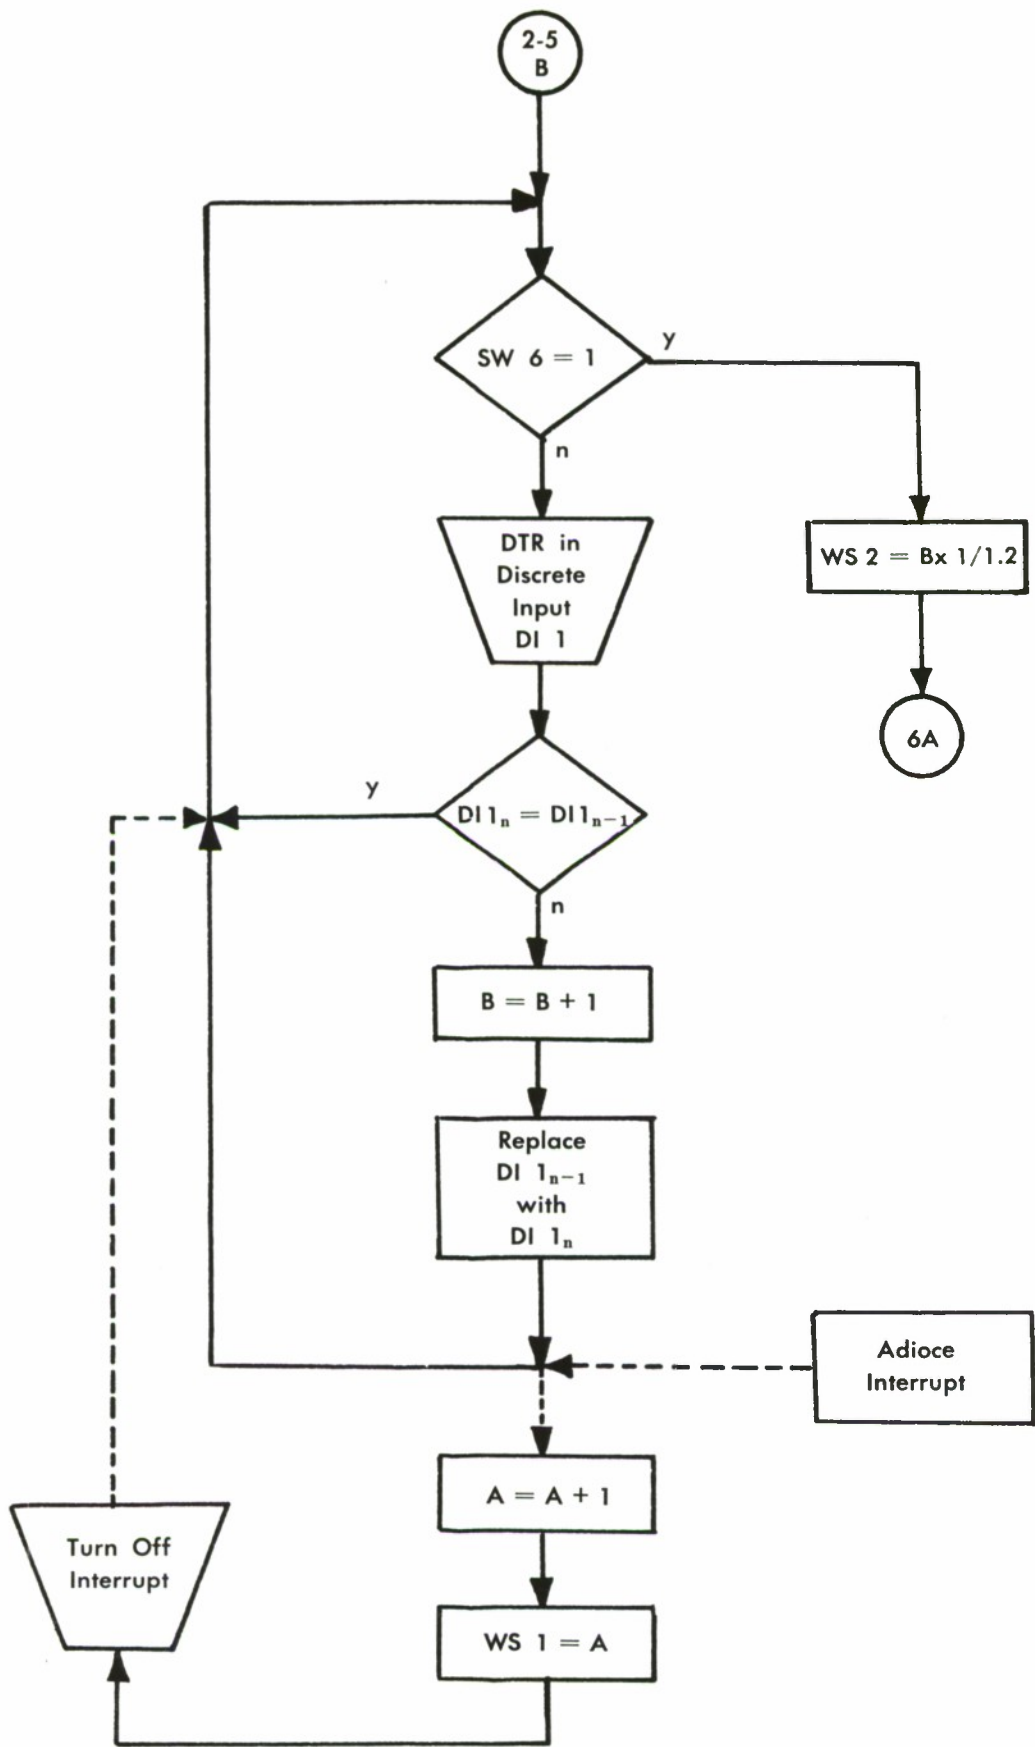 2-5
B
SW 6 = 1
y
n
DTR in
Discrete
Input
DI 1
WS 2 = Bx 1/1.2
6A
y
DI 1ₙ = DI 1ₙ₋₁
n
B = B + 1
Replace
DI 1ₙ₋₁
with
DI 1ₙ
Adioce
Interrupt
A = A + 1
Turn Off
Interrupt
WS 1 = A